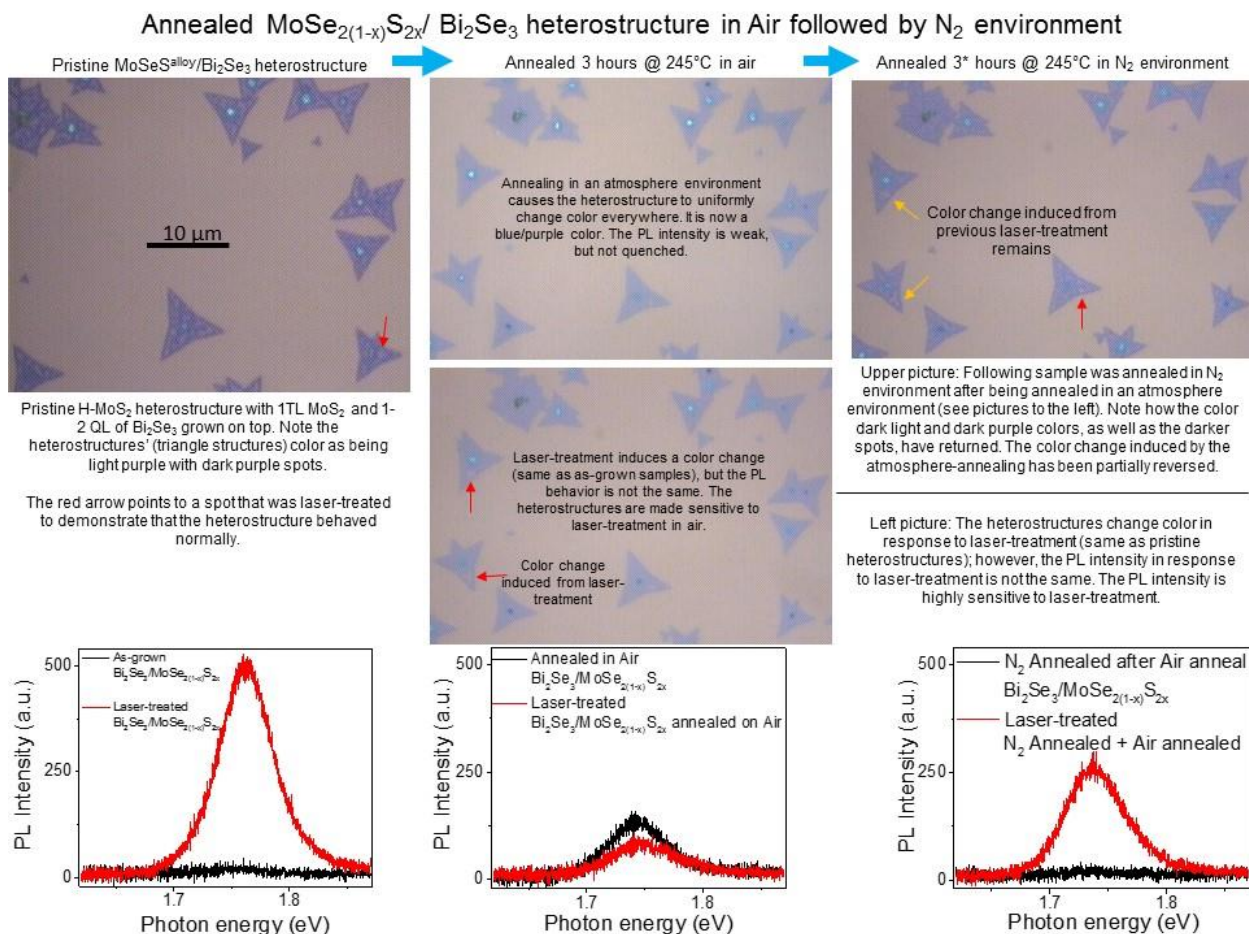 Annealed MoSe2(1-x)S2x/ Bi2Se3 heterostructure in Air followed by N2 environment
Pristine MoSeSalloy/Bi2Se3 heterostructure
Annealed 3 hours @ 245°C in air
Annealed 3* hours @ 245°C in N2 environment
10 µm
Annealing in an atmosphere environment
causes the heterostructure to uniformly
change color everywhere. It is now a
blue/purple color. The PL intensity is weak,
but not quenched.
Color change induced from
previous laser-treatment
remains
Pristine H-MoS2 heterostructure with 1TL MoS2 and 1-
2 QL of Bi2Se3 grown on top. Note the
heterostructures' (triangle structures) color as being
light purple with dark purple spots.
The red arrow points to a spot that was laser-treated
to demonstrate that the heterostructure behaved
normally.
Laser-treatment induces a color change
(same as as-grown samples), but the PL
behavior is not the same. The
heterostructures are made sensitive to
laser-treatment in air.
Color change
induced from laser-
treatment
Upper picture: Following sample was annealed in N2
environment after being annealed in an atmosphere
environment (see pictures to the left). Note how the color
dark light and dark purple colors, as well as the darker
spots, have returned. The color change induced by the
atmosphere-annealing has been partially reversed.
Left picture: The heterostructures change color in
response to laser-treatment (same as pristine
heterostructures); however, the PL intensity in response
to laser-treatment is not the same. The PL intensity is
highly sensitive to laser-treatment.
500
250
0
PL Intensity (a.u.)
As-grown
Bi2Se3/MoSe2(1-x)S2x
Laser-treated
Bi2Se3/MoSe2(1-x)S2x
1.7
1.8
Photon energy (eV)
500
250
0
PL Intensity (a.u.)
Annealed in Air
Bi2Se3/MoSe2(1-x)S2x
Laser-treated
Bi2Se3/MoSe2(1-x)S2x annealed on Air
1.7
1.8
Photon energy (eV)
500
250
0
PL Intensity (a.u.)
N2 Annealed after Air anneal
Bi2Se3/MoSe2(1-x)S2x
Laser-treated
N2 Annealed + Air annealed
1.7
1.8
Photon energy (eV)